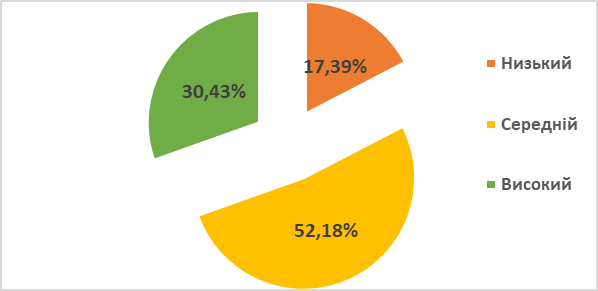 17,39%
30,43%
52,18%
Низький
Середній
Високий